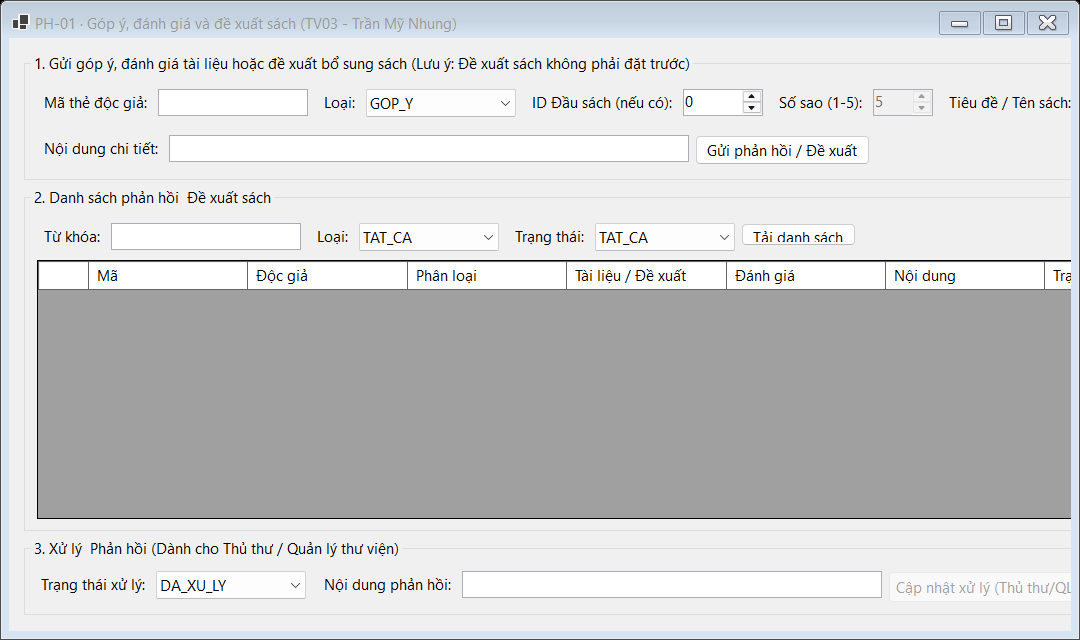 PH-01 · Góp ý, đánh giá và đề xuất sách (TV03 - Trần Mỹ Nhung)
1. Gửi góp ý, đánh giá tài liệu hoặc đề xuất bổ sung sách (Lưu ý: Đề xuất sách không phải đặt trước)
Mã thẻ độc giả: Loại: GOP_Y ID Đầu sách (nếu có): 0 Số sao (1-5): 5 Tiêu đề / Tên sách:
Nội dung chi tiết: Gửi phản hồi / Đề xuất
2. Danh sách phản hồi  Đề xuất sách
Từ khóa: Loại: TAT_CA Trạng thái: TAT_CA Tải danh sách
Mã Độc giả Phân loại Tài liệu / Đề xuất Đánh giá Nội dung Trạ
3. Xử lý  Phản hồi (Dành cho Thủ thư / Quản lý thư viện)
Trạng thái xử lý: DA_XU_LY Nội dung phản hồi: Cập nhật xử lý (Thủ thư/QL